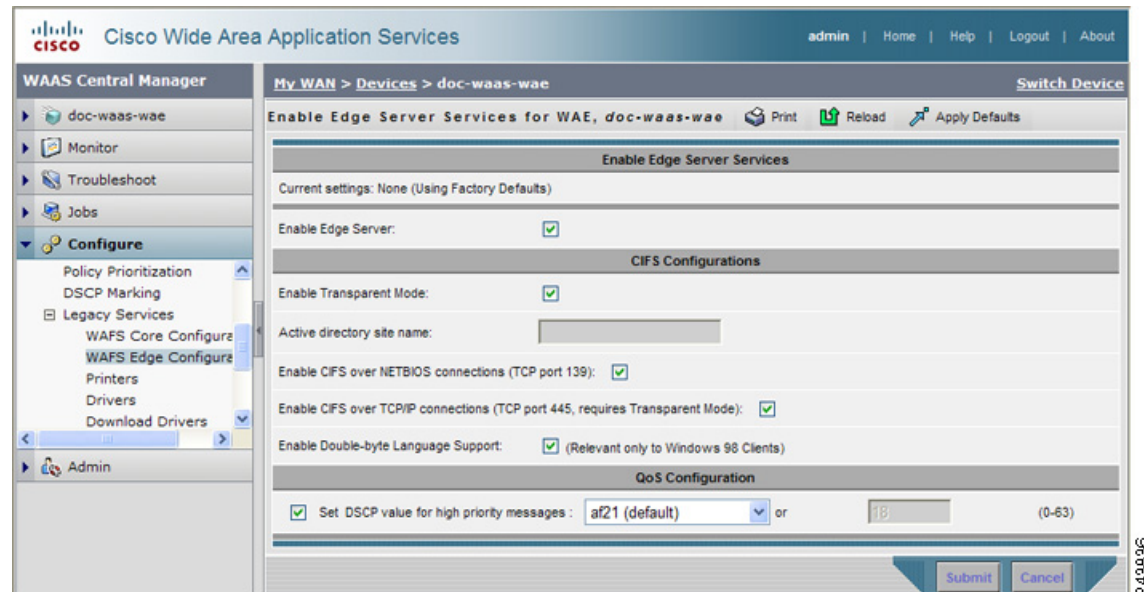 CISCO Cisco Wide Area Application Services admin | Home | Help | Logout | About
WAAS Central Manager
My WAN > Devices > doc-waas-wae Switch Device
doc-waas-wae
Monitor
Troubleshoot
Jobs
Configure
Policy Prioritization
DSCP Marking
Legacy Services
WAFS Core Configura
WAFS Edge Configura
Printers
Drivers
Download Drivers
Admin
Enable Edge Server Services for WAE, doc-waas-wae Print Reload Apply Defaults
Enable Edge Server Services
Current settings: None (Using Factory Defaults)
Enable Edge Server:
CIFS Configurations
Enable Transparent Mode:
Active directory site name:
Enable CIFS over NETBIOS connections (TCP port 139):
Enable CIFS over TCP/IP connections (TCP port 445, requires Transparent Mode):
Enable Double-byte Language Support: (Relevant only to Windows 98 Clients)
QoS Configuration
Set DSCP value for high priority messages : af21 (default) or 18 (0-63)
Submit Cancel
243836